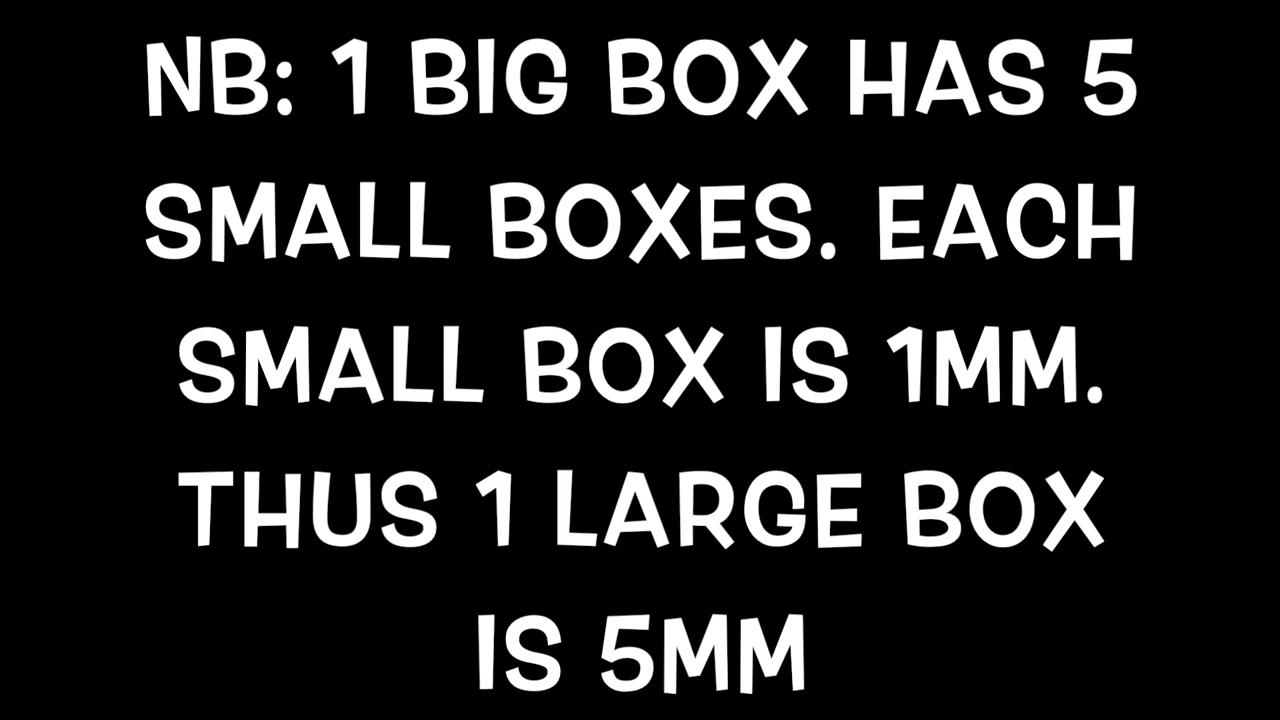 NB: 1 BIG BOX HAS 5
SMALL BOXES. EACH
SMALL BOX IS 1MM.
THUS 1 LARGE BOX
IS 5MM